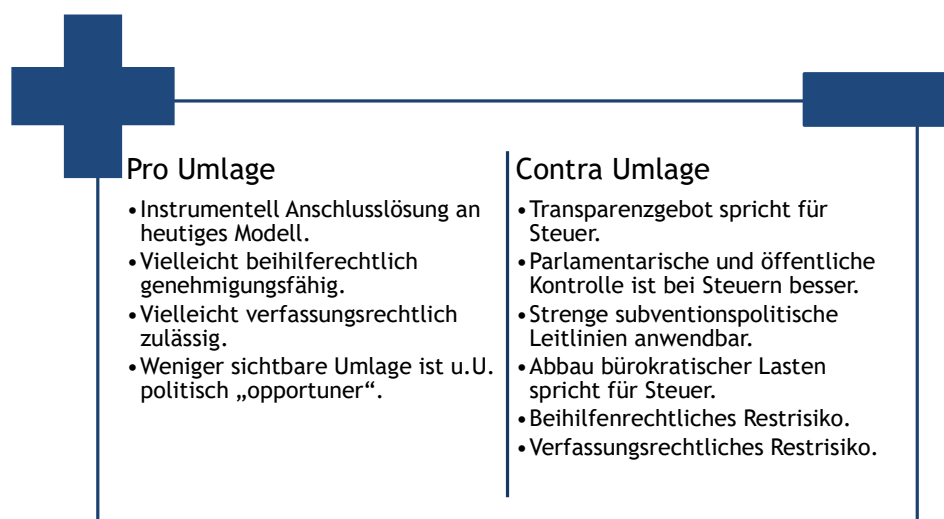 Pro Umlage
•Instrumentell Anschlusslösung an
heutiges Modell.
•Vielleicht beihilferechtlich
genehmigungsfähig.
•Vielleicht verfassungsrechtlich
zulässig.
•Weniger sichtbare Umlage ist u.U.
politisch „opportuner“.
Contra Umlage
•Transparenzgebot spricht für
Steuer.
•Parlamentarische und öffentliche
Kontrolle ist bei Steuern besser.
•Strenge subventionspolitische
Leitlinien anwendbar.
•Abbau bürokratischer Lasten
spricht für Steuer.
•Beihilfenrechtliches Restrisiko.
•Verfassungsrechtliches Restrisiko.